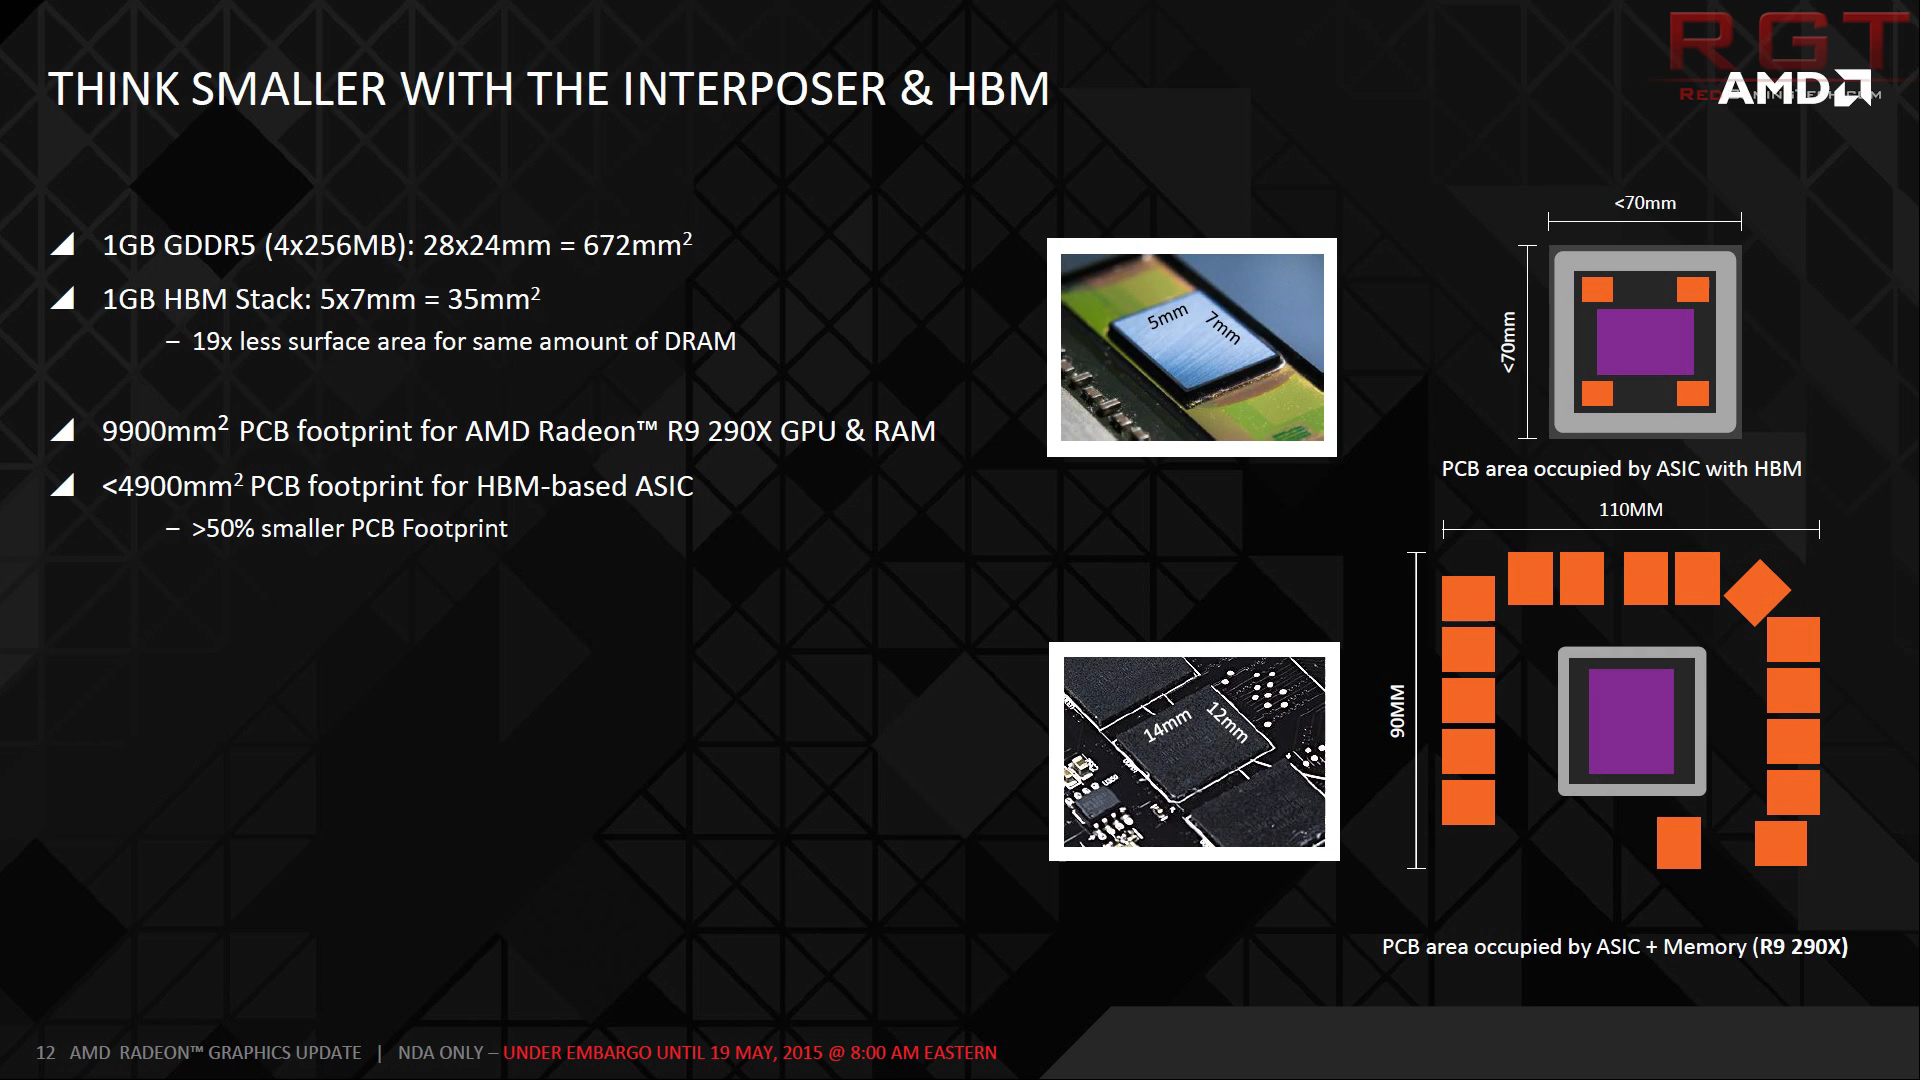 RGT
REDGAMINGTECH.COM
AMD
THINK SMALLER WITH THE INTERPOSER & HBM
1GB GDDR5 (4x256MB): 28x24mm = 672mm²
1GB HBM Stack: 5x7mm = 35mm²
– 19x less surface area for same amount of DRAM
9900mm² PCB footprint for AMD Radeon™ R9 290X GPU & RAM
<4900mm² PCB footprint for HBM-based ASIC
– >50% smaller PCB Footprint
5mm 7mm
14mm 12mm
<70mm
<70mm
PCB area occupied by ASIC with HBM
110MM
90MM
PCB area occupied by ASIC + Memory (R9 290X)
12 AMD RADEON™ GRAPHICS UPDATE | NDA ONLY – UNDER EMBARGO UNTIL 19 MAY, 2015 @ 8:00 AM EASTERN